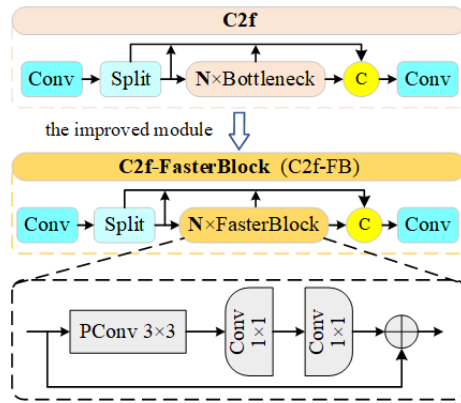 C2f
Conv
Split
N×Bottleneck
C
Conv
the improved module
C2f-FasterBlock (C2f-FB)
Conv
Split
N×FasterBlock
C
Conv
PConv 3×3
Conv
1×1
Conv
1×1